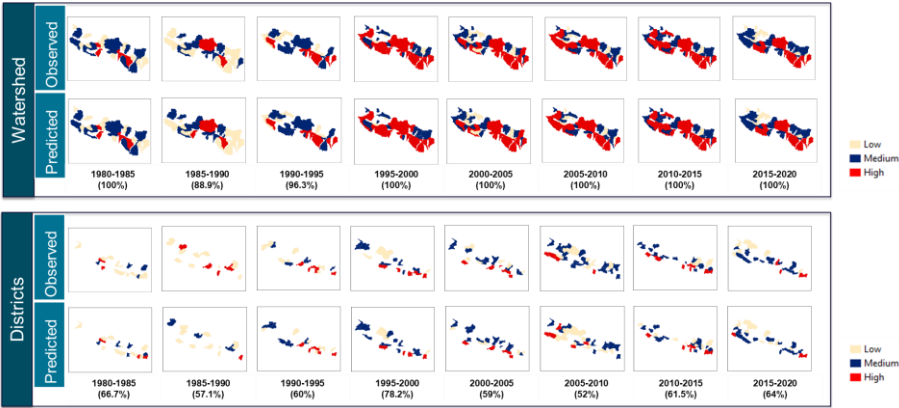 Watershed
Observed
Predicted
1980-1985 1985-1990 1990-1995 1995-2000 2000-2005 2005-2010 2010-2015 2015-2020
(100%) (88.9%) (96.3%) (100%) (100%) (100%) (100%) (100%)
Low
Medium
High
Districts
Observed
Predicted
1980-1985 1985-1990 1990-1995 1995-2000 2000-2005 2005-2010 2010-2015 2015-2020
(66.7%) (57.1%) (60%) (78.2%) (59%) (52%) (61.5%) (64%)
Low
Medium
High